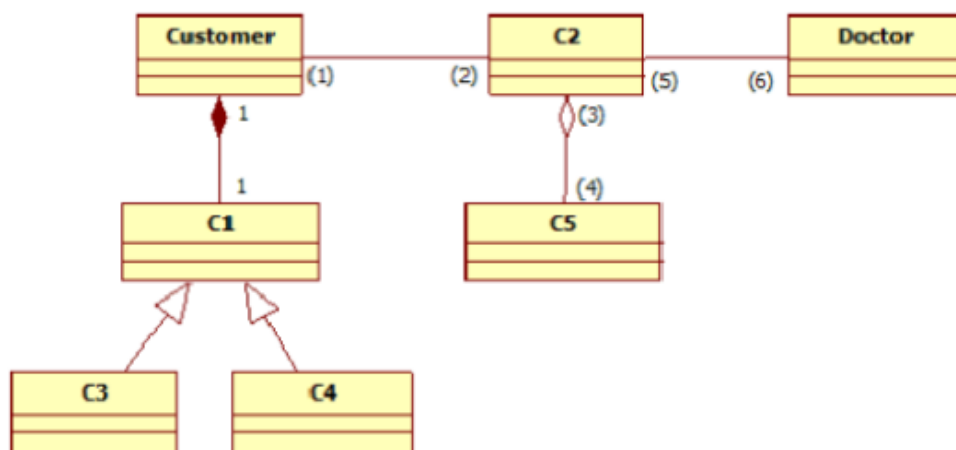 Customer
C2
Doctor
(1)
(2)
(5)
(6)
1
(3)
1
(4)
C1
C5
C3
C4